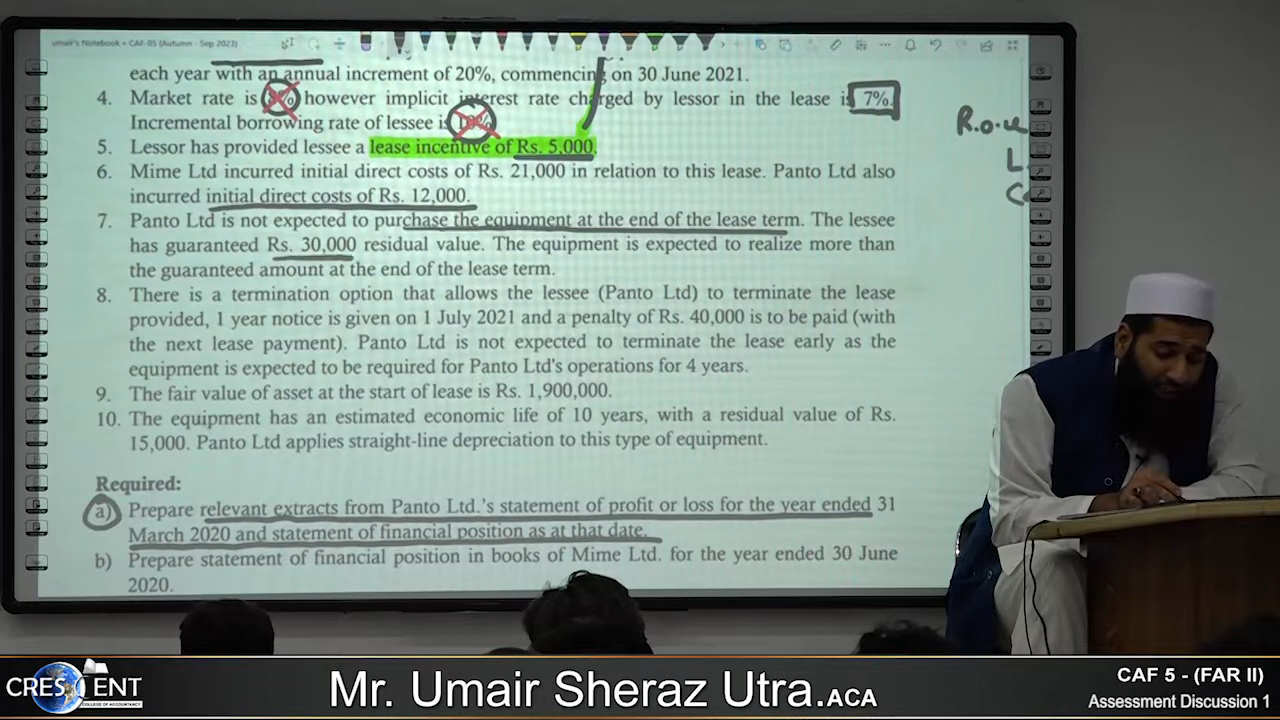 umair's Notebook » CAF-05 (Autumn - Sep 2023)
each year with an annual increment of 20%, commencing on 30 June 2021.
4. Market rate is however implicit interest rate charged by lessor in the lease is 7%.
Incremental borrowing rate of lessee is
5. Lessor has provided lessee a lease incentive of Rs. 5,000.
6. Mime Ltd incurred initial direct costs of Rs. 21,000 in relation to this lease. Panto Ltd also
incurred initial direct costs of Rs. 12,000.
7. Panto Ltd is not expected to purchase the equipment at the end of the lease term. The lessee
has guaranteed Rs. 30,000 residual value. The equipment is expected to realize more than
the guaranteed amount at the end of the lease term.
8. There is a termination option that allows the lessee (Panto Ltd) to terminate the lease
provided, 1 year notice is given on 1 July 2021 and a penalty of Rs. 40,000 is to be paid (with
the next lease payment). Panto Ltd is not expected to terminate the lease early as the
equipment is expected to be required for Panto Ltd's operations for 4 years.
9. The fair value of asset at the start of lease is Rs. 1,900,000.
10. The equipment has an estimated economic life of 10 years, with a residual value of Rs.
15,000. Panto Ltd applies straight-line depreciation to this type of equipment.
Required:
a) Prepare relevant extracts from Panto Ltd.'s statement of profit or loss for the year ended 31
March 2020 and statement of financial position as at that date.
b) Prepare statement of financial position in books of Mime Ltd. for the year ended 30 June
2020.
R.o.u
L
C
CRESCENT
COLLEGE OF ACCOUNTANCY
Mr. Umair Sheraz Utra.ACA
CAF 5 - (FAR II)
Assessment Discussion 1